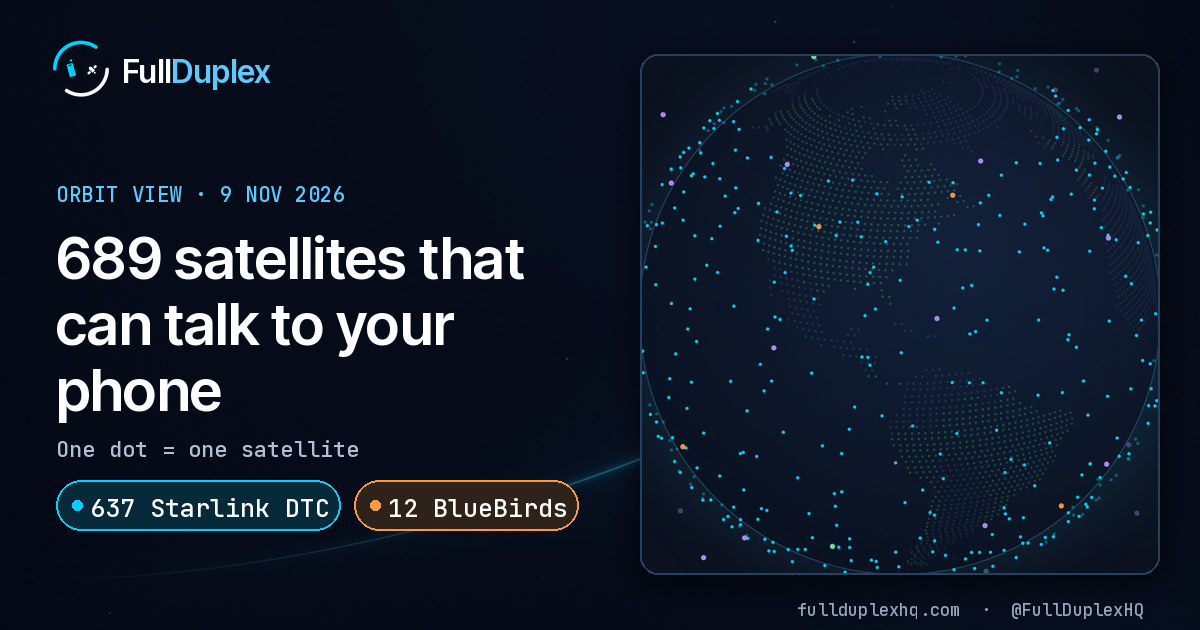 FullDuplex
ORBIT VIEW · 9 NOV 2026
689 satellites that
can talk to your
phone
One dot = one satellite
637 Starlink DTC
12 BlueBirds
fullduplexhq.com · @FullDuplexHQ